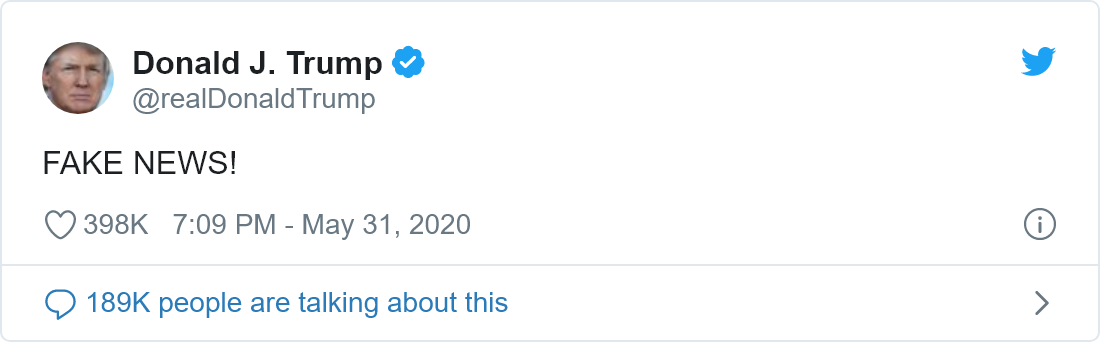 Donald J. Trump
@realDonaldTrump
FAKE NEWS!
398K 7:09 PM - May 31, 2020
189K people are talking about this